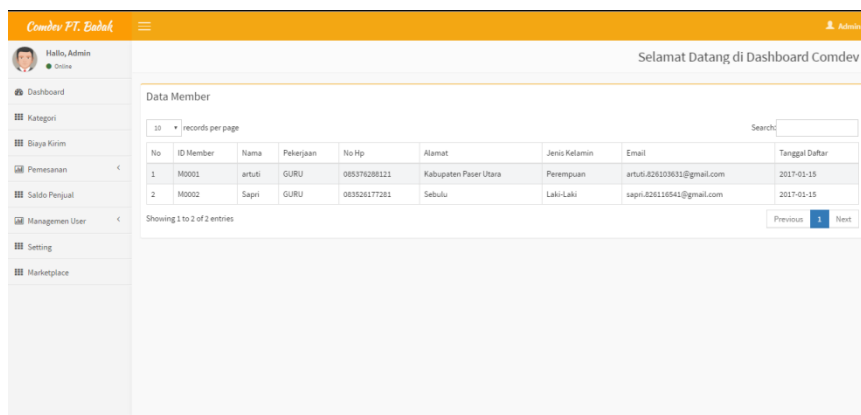 Comdev PT. Badak
Admin
Hallo, Admin
Online
Selamat Datang di Dashboard Comdev
Dashboard
Kategori
Biaya Kirim
Pemesanan
Saldo Penjual
Managemen User
Setting
Marketplace
Data Member
10 records per page
Search:
No ID Member Nama Pekerjaan No Hp Alamat Jenis Kelamin Email Tanggal Daftar
1 M0001 artuti GURU 085376288121 Kabupaten Paser Utara Perempuan artuti.826103631@gmail.com 2017-01-15
2 M0002 Sapri GURU 083526177281 Sebulu Laki-Laki sapri.826116541@gmail.com 2017-01-15
Showing 1 to 2 of 2 entries
Previous 1 Next